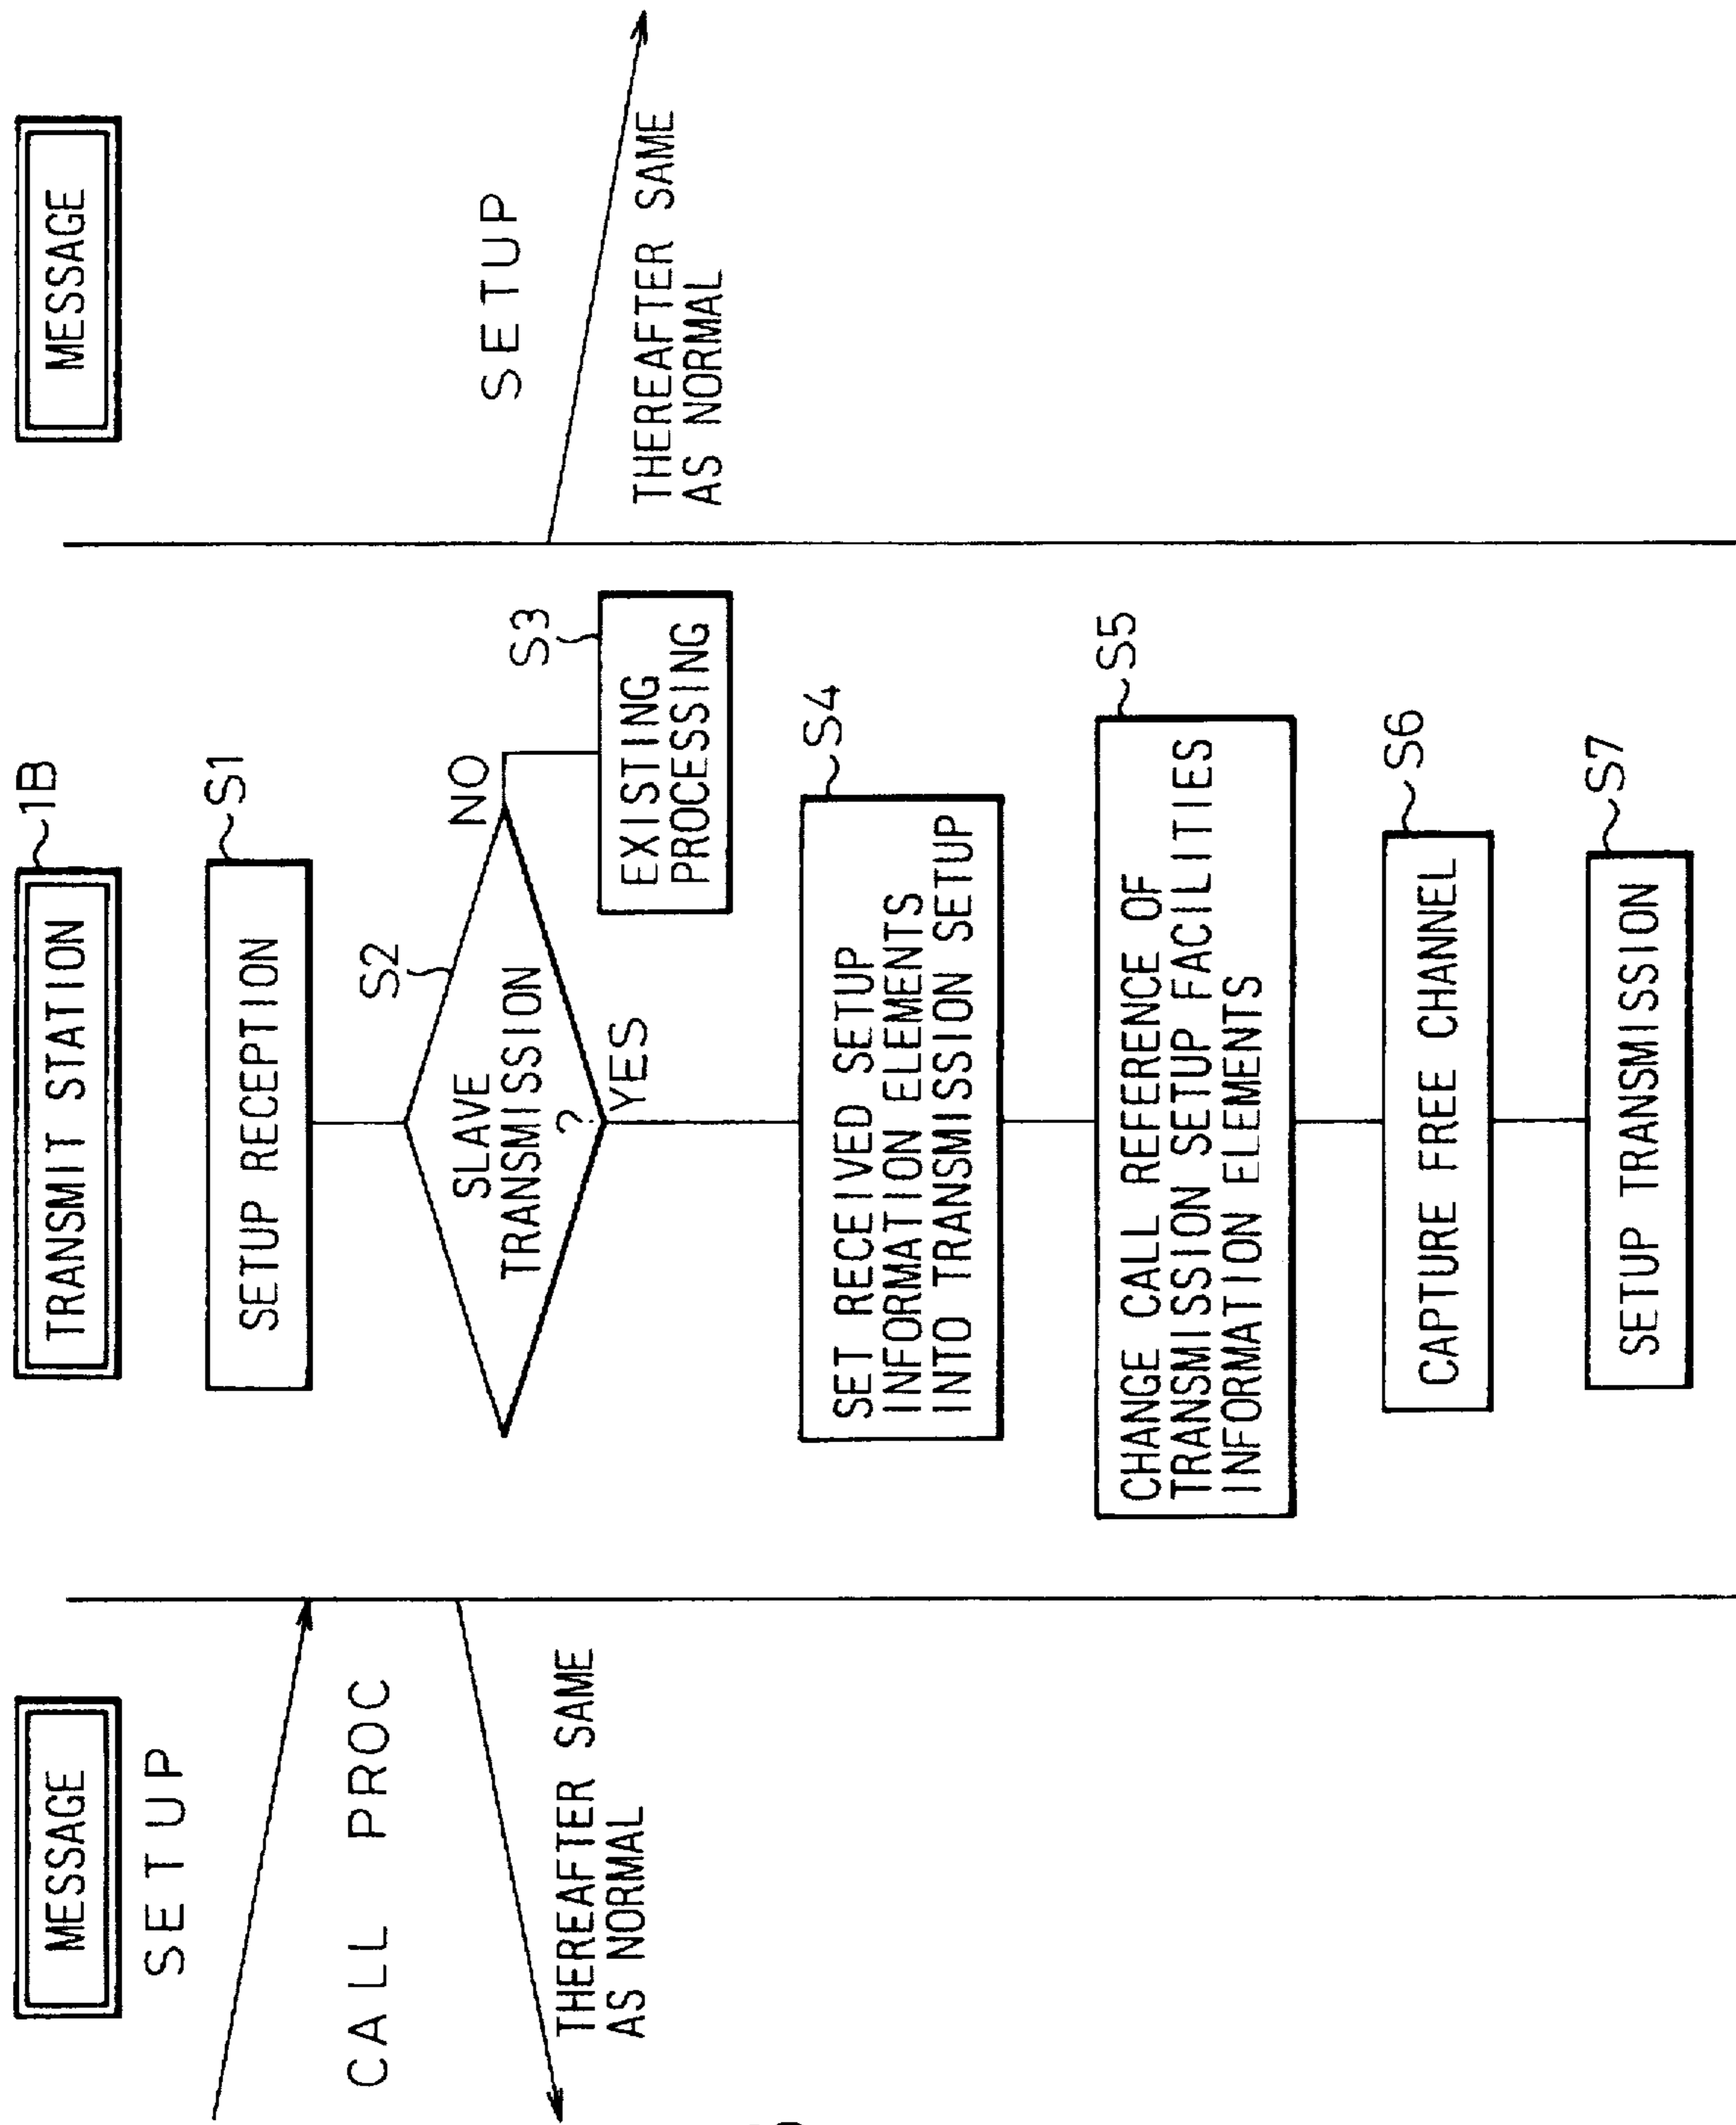 MESSAGE
SETUP
CALL PROC
THEREAFTER SAME
AS NORMAL
TRANSMIT STATION
1B
SETUP RECEPTION
S1
SLAVE
TRANSMISSION
?
S2
NO
YES
EXISTING
PROCESSING
S3
SET RECEIVED SETUP
INFORMATION ELEMENTS
INTO TRANSMISSION SETUP
S4
CHANGE CALL REFERENCE OF
TRANSMISSION SETUP FACILITIES
INFORMATION ELEMENTS
S5
CAPTURE FREE CHANNEL
S6
SETUP TRANSMISSION
S7
MESSAGE
SETUP
THEREAFTER SAME
AS NORMAL